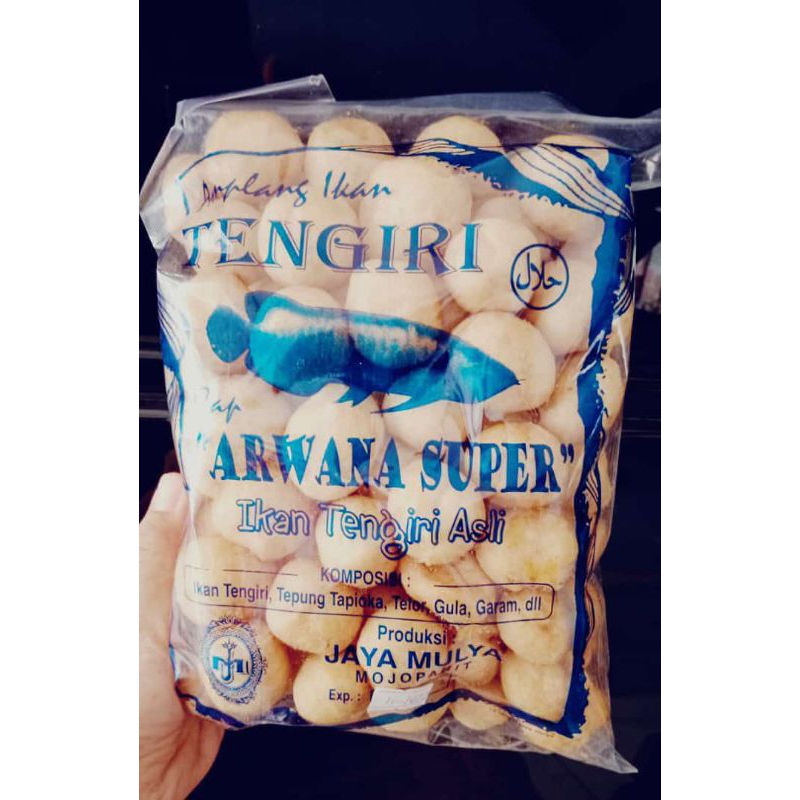 Amplang Ikan
TENGIRI
حلال
Cap
"ARWANA SUPER"
Ikan Tengiri Asli
KOMPOSISI :
Ikan Tengiri, Tepung Tapioka, Telor, Gula, Garam, dll
Produksi :
JAYA MULYA
Exp. :